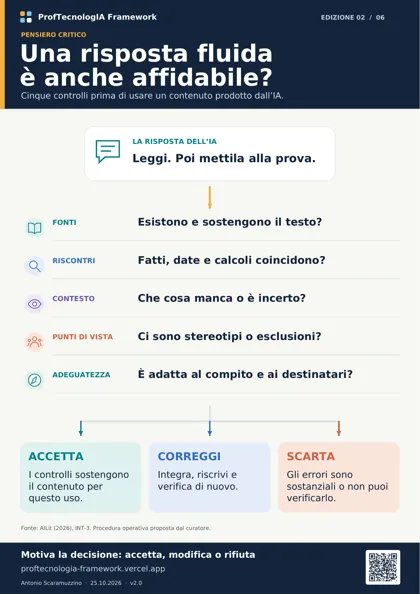 ProfTecnologIA Framework
EDIZIONE 02 / 06
PENSIERO CRITICO
Una risposta fluida
è anche affidabile?
Cinque controlli prima di usare un contenuto prodotto dall’IA.
LA RISPOSTA DELL’IA
Leggi. Poi mettila alla prova.
FONTI
Esistono e sostengono il testo?
RISCONTRI
Fatti, date e calcoli coincidono?
CONTESTO
Che cosa manca o è incerto?
PUNTI DI VISTA
Ci sono stereotipi o esclusioni?
ADEGUATEZZA
È adatta al compito e ai destinatari?
ACCETTA
I controlli sostengono
il contenuto per
questo uso.
CORREGGI
Integra, riscrivi e
verifica di nuovo.
SCARTA
Gli errori sono
sostanziali o non puoi
verificarlo.
Fonte: AILit (2026), INT-3: Procedura operativa proposta dal curatore.
Motiva la decisione: accetta, modifica o rifiuta
proftecnologia-framework.vercel.app
Antonio Scaramuzzino · 25.10.2026 · v2.0